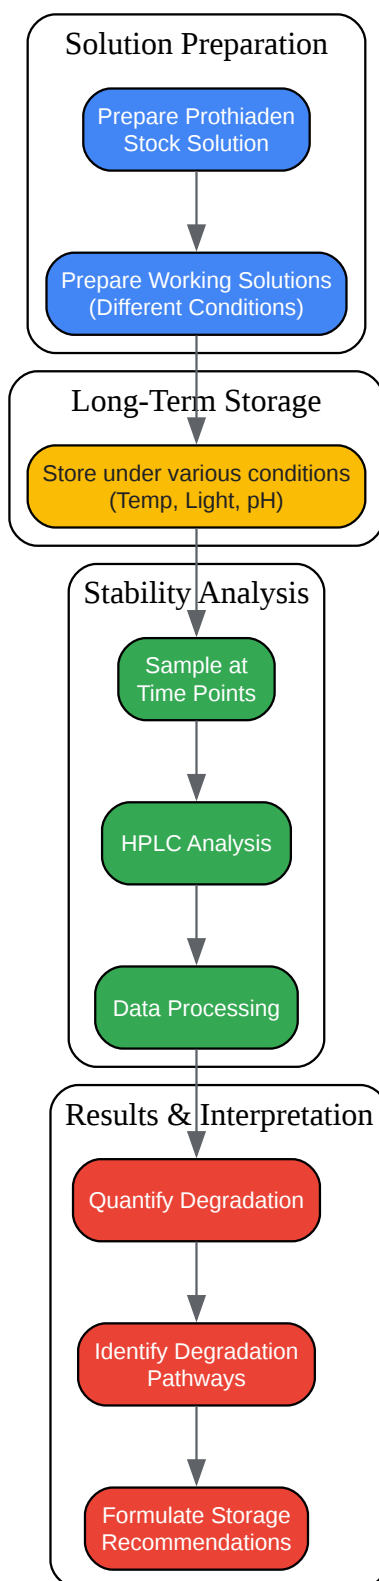 Solution Preparation
Prepare Prothiaden
Stock Solution
Prepare Working Solutions
(Different Conditions)
Long-Term Storage
Store under various conditions
(Temp, Light, pH)
Stability Analysis
Sample at
Time Points
HPLC Analysis
Data Processing
Results & Interpretation
Quantify Degradation
Identify Degradation
Pathways
Formulate Storage
Recommendations